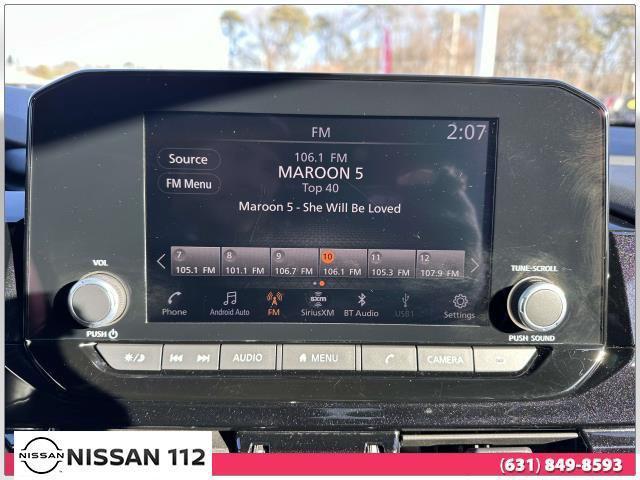 FM
2:07
Source
FM Menu
106.1 FM
MAROON 5
Top 40
Maroon 5 - She Will Be Loved
7 8 9 10 11 12
105.1 FM 101.1 FM 106.7 FM 106.1 FM 105.3 FM 107.9 FM
Phone Android Auto FM SiriusXM BT Audio USB1 Settings
sxm
VOL
PUSH
TUNE·SCROLL
PUSH SOUND
AUDIO MENU CAMERA
NISSAN NISSAN 112
(631) 849-8593